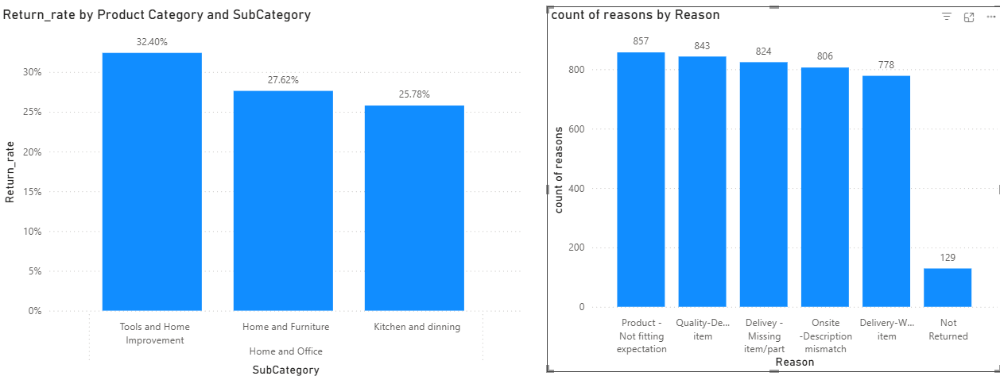 Return_rate by Product Category and SubCategory
Return_rate
30%
25%
20%
15%
10%
5%
0%
32.40%
27.62%
25.78%
Tools and Home
Improvement
Home and Furniture
Kitchen and dinning
Home and Office
SubCategory
count of reasons by Reason
count of reasons
800
600
400
200
0
857
843
824
806
778
129
Product -
Not fitting
expectation
Quality-De...
item
Delivey -
Missing
item/part
Onsite
-Description
mismatch
Delivery-W...
item
Not
Returned
Reason